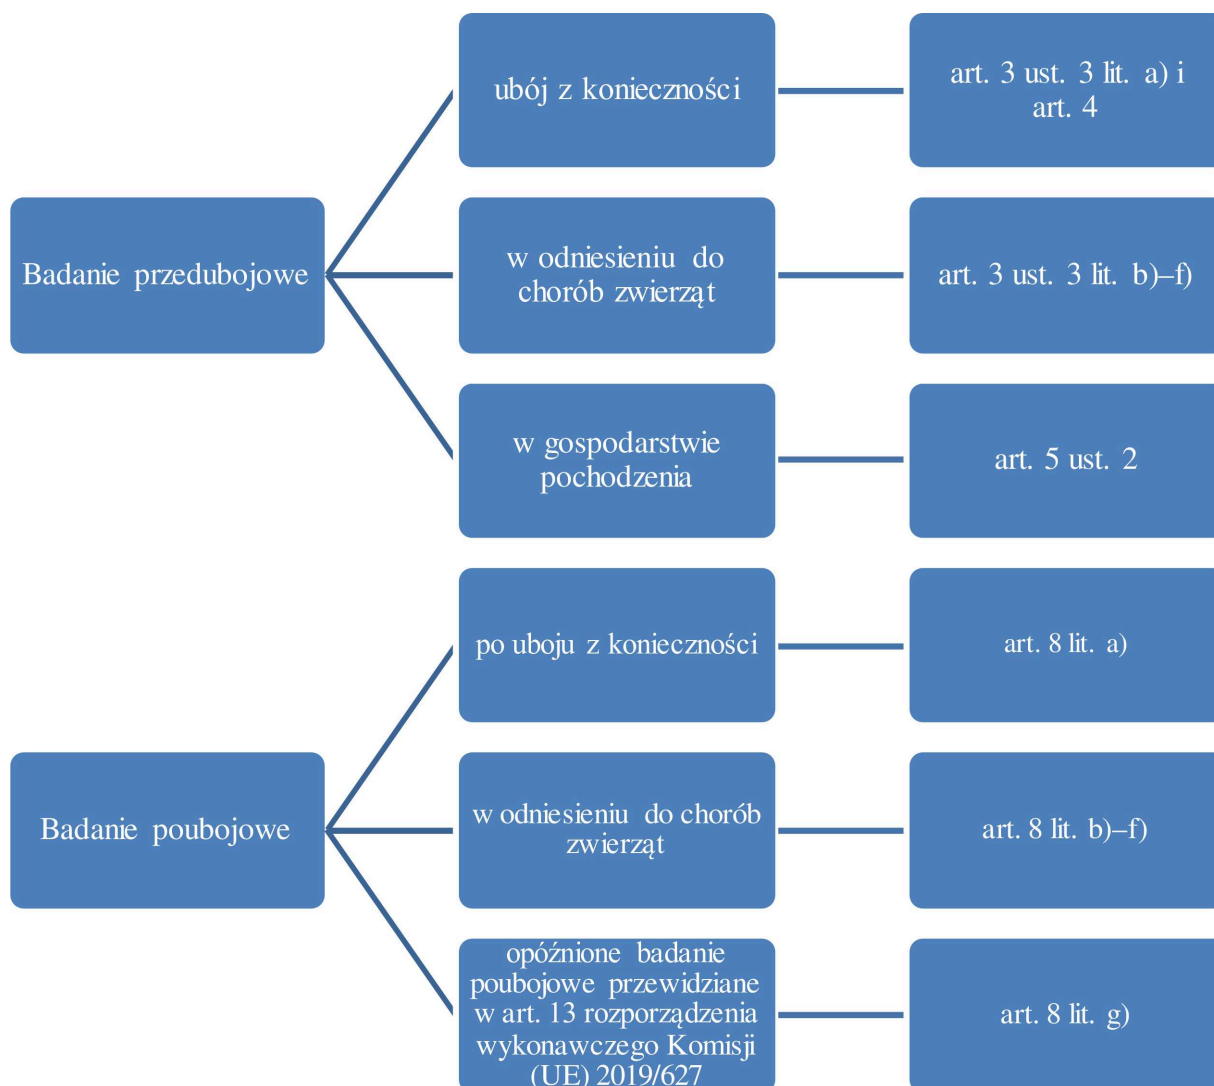 Badanie przedubojowe
ubój z konieczności
art. 3 ust. 3 lit. a) i
art. 4
w odniesieniu do
chorób zwierząt
art. 3 ust. 3 lit. b)–f)
w gospodarstwie
pochodzenia
art. 5 ust. 2
Badanie poubojowe
po uboju z konieczności
art. 8 lit. a)
w odniesieniu do chorób
zwierząt
art. 8 lit. b)–f)
opóźnione badanie
poubojowe przewidziane
w art. 13 rozporządzenia
wykonawczego Komisji
(UE) 2019/627
art. 8 lit. g)